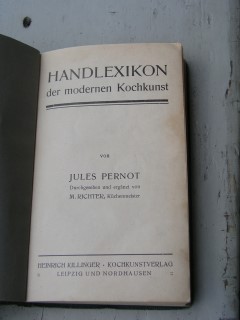 HANDLEXIKON
der modernen Kochkunst
VON
JULES PERNOT
Durchgesehen und ergänzt von
M. RICHTER, Küchenmeister
HEINRICH KILLINGER · KOCHKUNSTVERLAG
LEIPZIG UND NORDHAUSEN